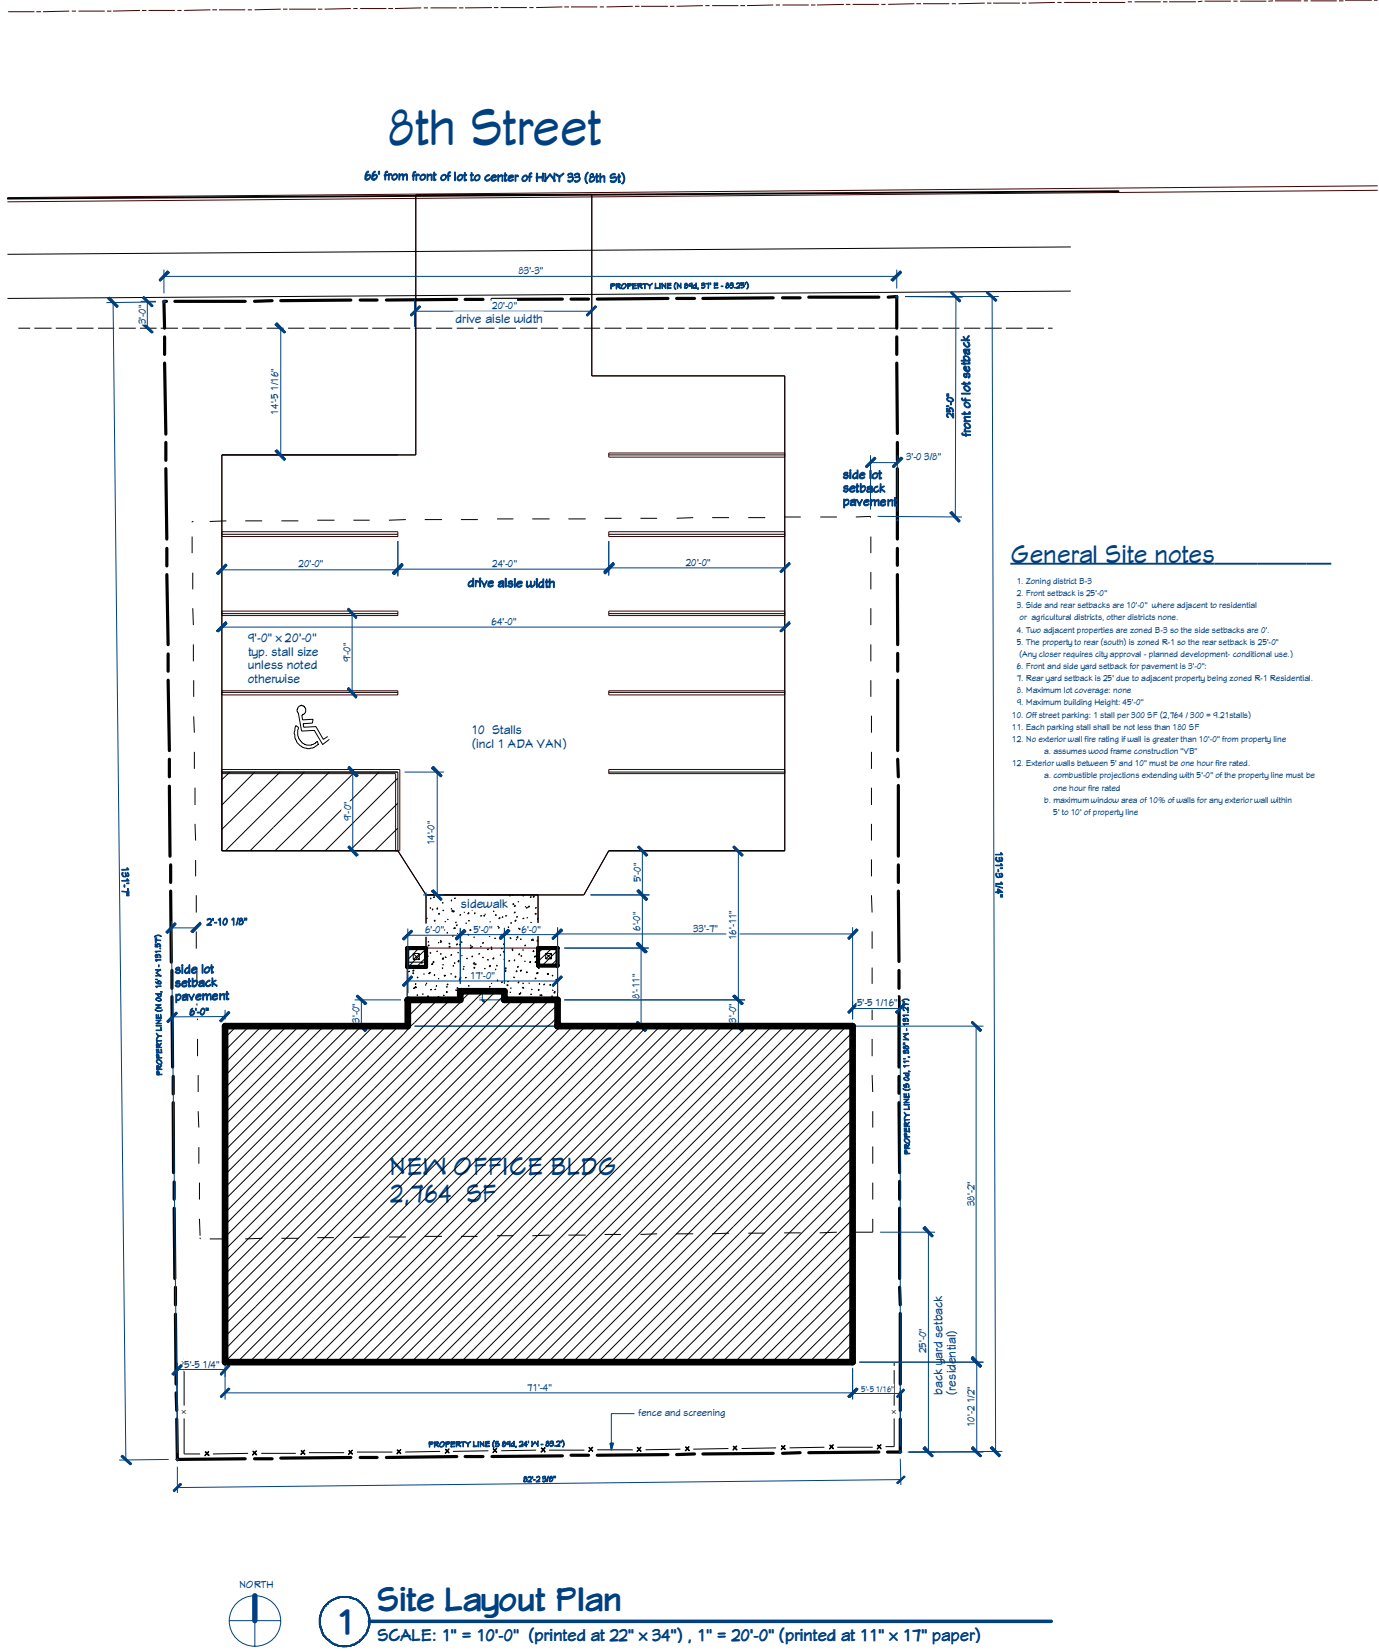 8th Street
66' from front of lot to center of HWY 33 (8th St)
83'-3"
PROPERTY LINE (N 89d, 37' E - 83.25')
3'-0"
20'-0"
drive aisle width
14'-5 1/16"
25'-0"
front of lot setback
3'-0 3/8"
side lot
setback
pavement
20'-0"
24'-0"
20'-0"
drive aisle width
64'-0"
9'-0" x 20'-0"
typ. stall size
unless noted
otherwise
9'-0"
10 Stalls
(incl 1 ADA VAN)
9'-0"
14'-0"
General Site notes
1. Zoning district B-3
2. Front setback is 25'-0"
3. Side and rear setbacks are 10'-0" where adjacent to residential
or agricultural districts, other districts none.
4. Two adjacent properties are zoned B-3 so the side setbacks are 0'.
5. The property to rear (south) is zoned R-1 so the rear setback is 25'-0"
(Any closer requires city approval - planned development- conditional use.)
6. Front and side yard setback for pavement is 3'-0":
7. Rear yard setback is 25' due to adjacent property being zoned R-1 Residential.
8. Maximum lot coverage: none
9. Maximum building Height: 45'-0"
10. Off street parking: 1 stall per 300 SF (2,764 / 300 = 9.21stalls)
11. Each parking stall shall be not less than 180 SF
12. No exterior wall fire rating if wall is greater than 10'-0" from property line
a. assumes wood frame construction "VB"
12. Exterior walls between 5' and 10" must be one hour fire rated.
a. combustible projections extending with 5'-0" of the property line must be
one hour fire rated
b. maximum window area of 10% of walls for any exterior wall within
5' to 10' of property line
131'-7"
131'-3 1/4"
5'-0"
sidewalk
2'-10 1/8"
6'-0"
5'-0"
6'-0"
6'-0"
33'-7"
16'-11"
side lot
setback
pavement
6'-0"
17'-0"
8'-11"
3'-0"
3'-0"
5'-5 1/16"
38'-2"
NEW OFFICE BLDG
2,764 SF
25'-0"
back yard setback
(residential)
5'-5 1/4"
71'-4"
5'-5 1/16"
10'-2 1/2"
fence and screening
PROPERTY LINE (S 89d, 24' W - 83.2')
82'-2 3/8"
NORTH
1
Site Layout Plan
SCALE: 1" = 10'-0" (printed at 22" x 34") , 1" = 20'-0" (printed at 11" x 17" paper)